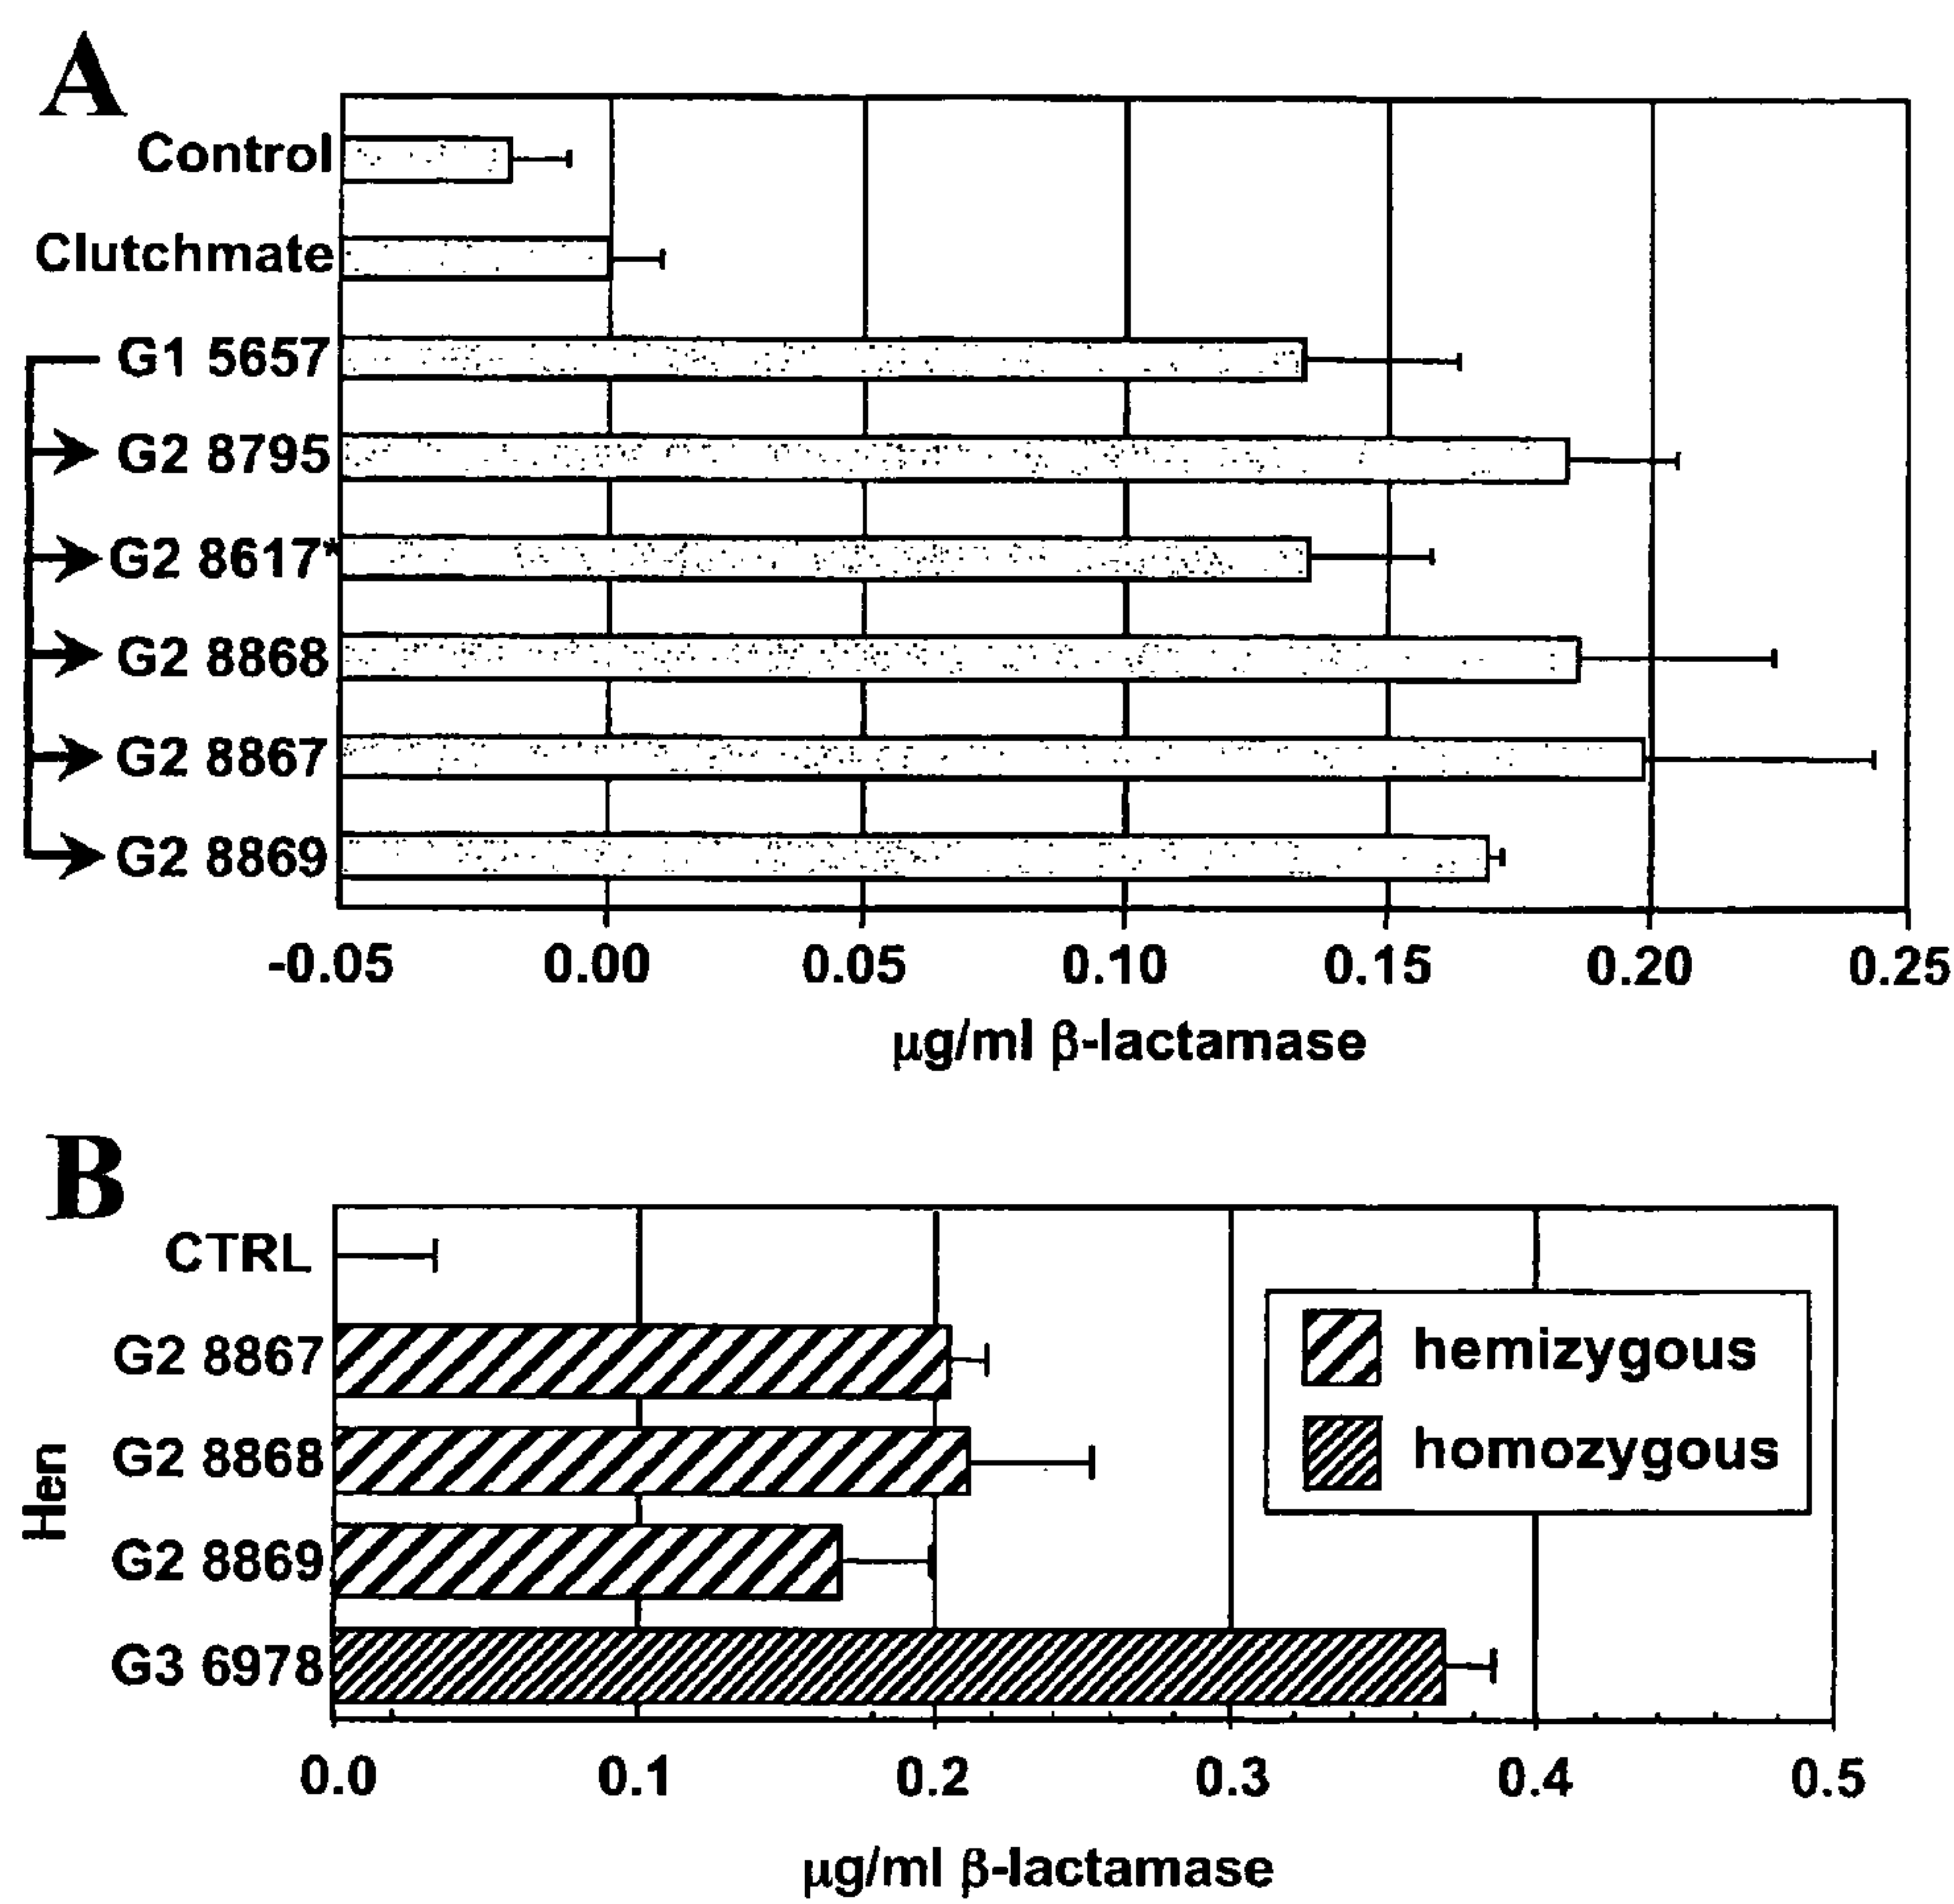 A
Control
Clutchmate
G1 5657
G2 8795
G2 8617*
G2 8868
G2 8867
G2 8869
-0.05 0.00 0.05 0.10 0.15 0.20 0.25
μg/ml β-lactamase
B
CTRL
G2 8867
G2 8868
G2 8869
G3 6978
Hen
hemizygous
homozygous
0.0 0.1 0.2 0.3 0.4 0.5
μg/ml β-lactamase